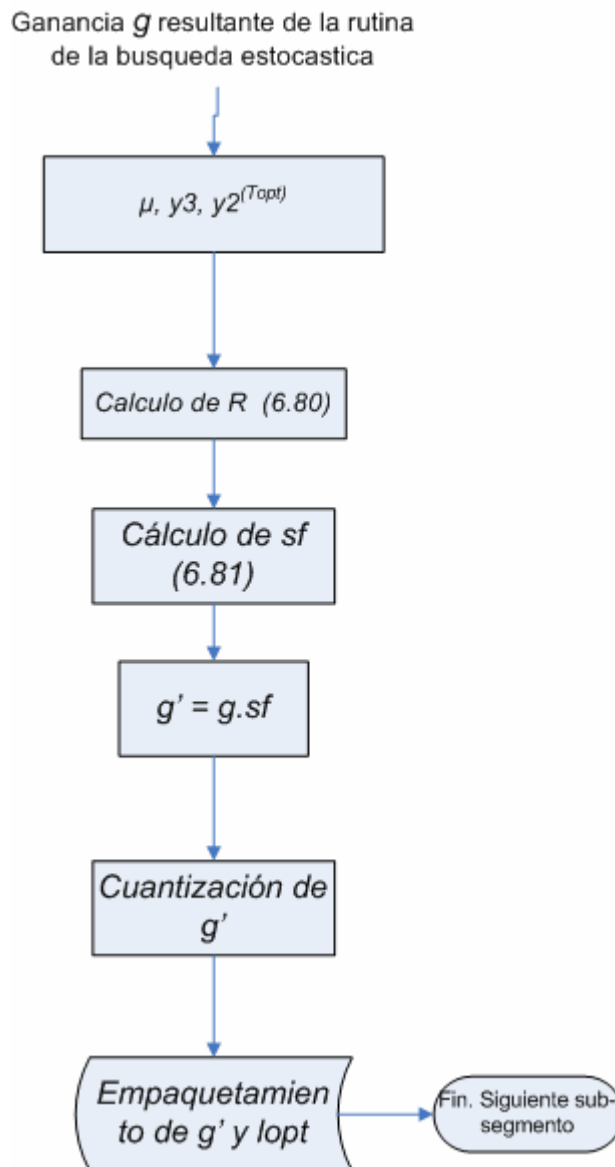 Ganancia g resultante de la rutina
de la busqueda estocastica
μ, y3, y2^(Topt)
Calculo de R (6.80)
Cálculo de sf
(6.81)
g’ = g.sf
Cuantización de
g’
Empaquetamien
to de g’ y lopt
Fin. Siguiente sub-
segmento